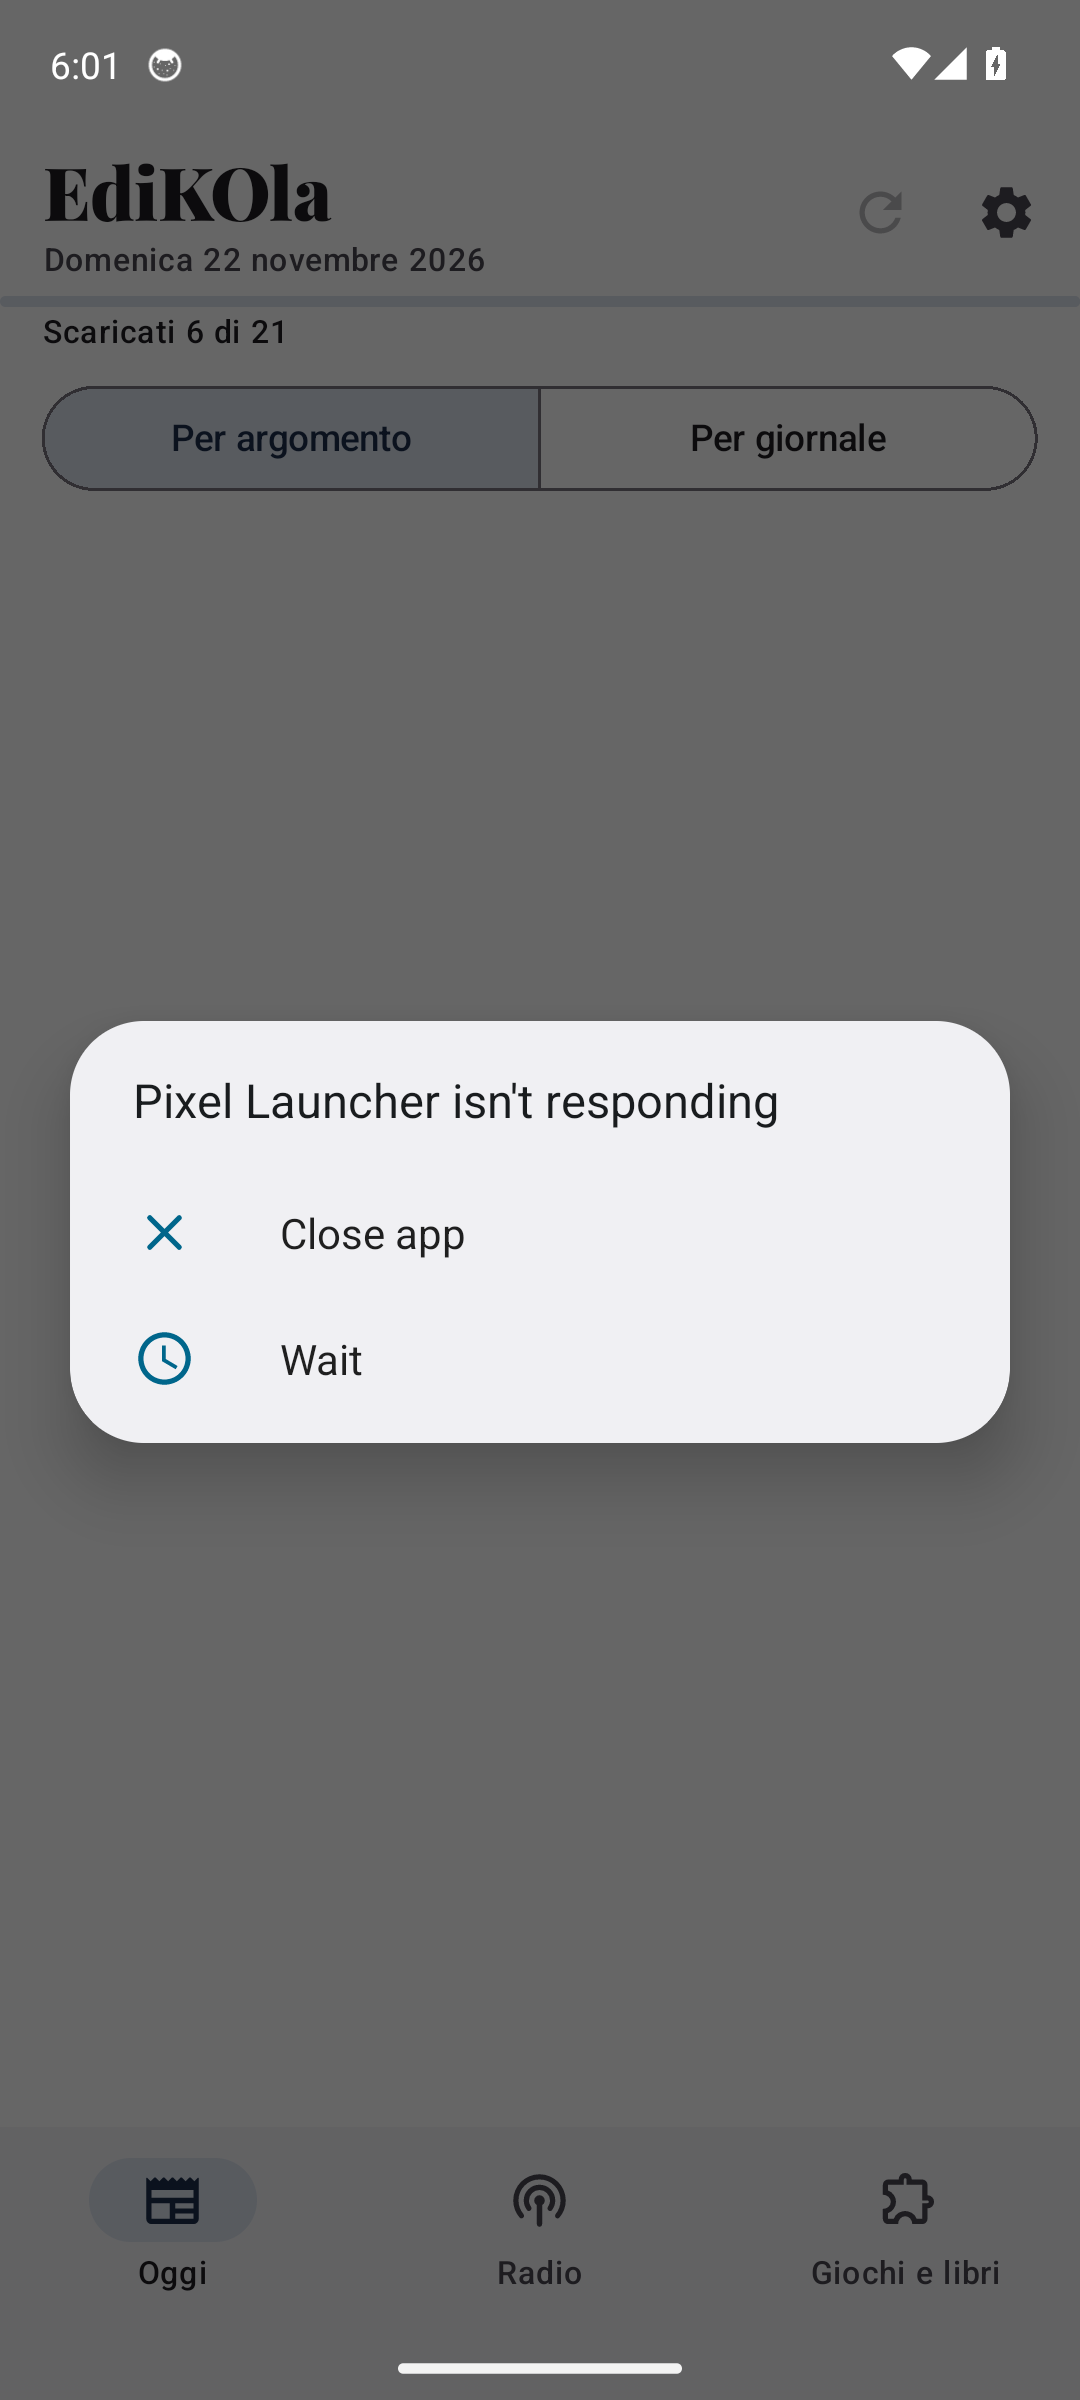 6:01
EdiKOla
Domenica 22 novembre 2026
Scaricati 6 di 21
Per argomento
Per giornale
Pixel Launcher isn't responding
Close app
Wait
Oggi
Radio
Giochi e libri